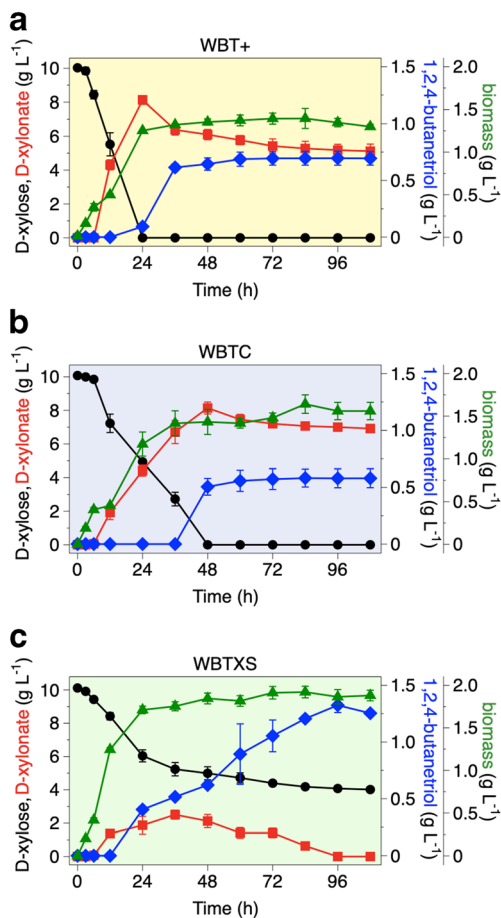 a
WBT+
D-xylose, D-xylonate (g L⁻¹)
10
8
6
4
2
0
1.5
1.0
0.5
0
1,2,4-butanetriol (g L⁻¹)
2.0
1.5
1.0
0.5
0
biomass (g L⁻¹)
0 24 48 72 96
Time (h)
b
WBTC
D-xylose, D-xylonate (g L⁻¹)
10
8
6
4
2
0
1.5
1.0
0.5
0
1,2,4-butanetriol (g L⁻¹)
2.0
1.5
1.0
0.5
0
biomass (g L⁻¹)
0 24 48 72 96
Time (h)
c
WBTXS
D-xylose, D-xylonate (g L⁻¹)
10
8
6
4
2
0
1.5
1.0
0.5
0
1,2,4-butanetriol (g L⁻¹)
2.0
1.5
1.0
0.5
0
biomass (g L⁻¹)
0 24 48 72 96
Time (h)